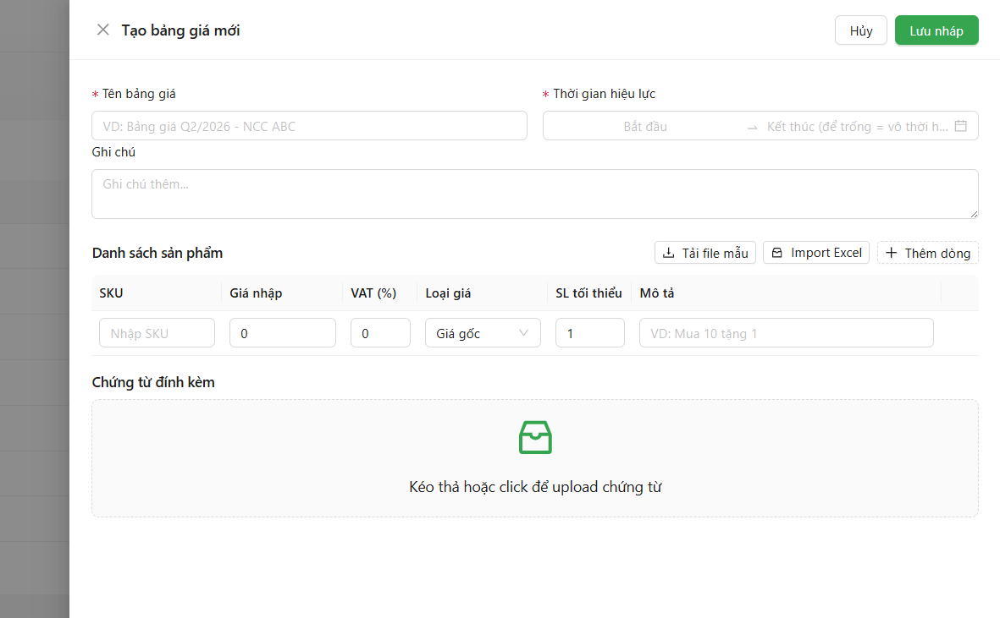 Tạo bảng giá mới
Hủy
Lưu nháp
* Tên bảng giá
* Thời gian hiệu lực
VD: Bảng giá Q2/2026 - NCC ABC
Bắt đầu
Kết thúc (để trống = vô thời h...
Ghi chú
Ghi chú thêm...
Danh sách sản phẩm
Tải file mẫu
Import Excel
Thêm dòng
SKU
Giá nhập
VAT (%)
Loại giá
SL tối thiểu
Mô tả
Nhập SKU
0
0
Giá gốc
1
VD: Mua 10 tặng 1
Chứng từ đính kèm
Kéo thả hoặc click để upload chứng từ